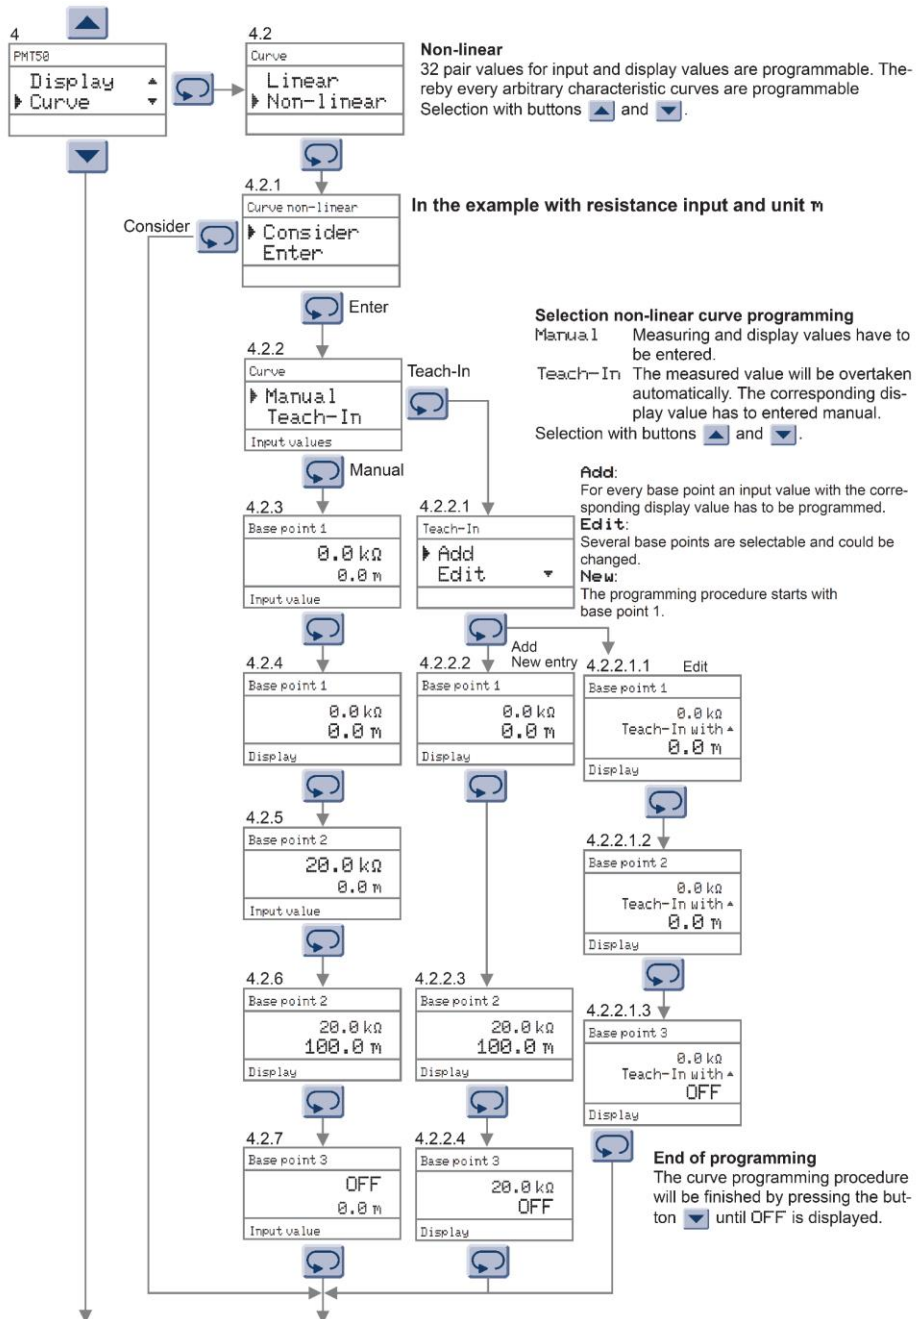 4
PMT50
Display
Curve
4.2
Curve
Linear
Non-linear
Non-linear
32 pair values for input and display values are programmable. The-
reby every arbitrary characteristic curves are programmable
Selection with buttons and .
4.2.1
Curve non-linear
Consider
Enter
Consider
In the example with resistance input and unit m
Enter
4.2.2
Curve
Manual
Teach-In
Input values
Teach-In
Selection non-linear curve programming
Manual Measuring and display values have to
be entered.
Teach-In The measured value will be overtaken
automatically. The corresponding dis-
play value has to entered manual.
Selection with buttons and .
Manual
4.2.3
Base point 1
0.0 kΩ
0.0 m
Input value
4.2.2.1
Teach-In
Add
Edit
Add:
For every base point an input value with the corre-
sponding display value has to be programmed.
Edit:
Several base points are selectable and could be
changed.
New:
The programming procedure starts with
base point 1.
Add
New entry
4.2.4
Base point 1
0.0 kΩ
0.0 m
Display
4.2.2.2
Base point 1
0.0 kΩ
0.0 m
Display
4.2.2.1.1 Edit
Base point 1
0.0 kΩ
Teach-In with
0.0 m
Display
4.2.5
Base point 2
20.0 kΩ
0.0 m
Input value
4.2.2.1.2
Base point 2
0.0 kΩ
Teach-In with
0.0 m
Display
4.2.6
Base point 2
20.0 kΩ
100.0 m
Display
4.2.2.3
Base point 2
20.0 kΩ
100.0 m
Display
4.2.2.1.3
Base point 3
0.0 kΩ
Teach-In with
OFF
Display
4.2.7
Base point 3
OFF
0.0 m
Input value
4.2.2.4
Base point 3
20.0 kΩ
OFF
Display
End of programming
The curve programming procedure
will be finished by pressing the but-
ton until OFF is displayed.